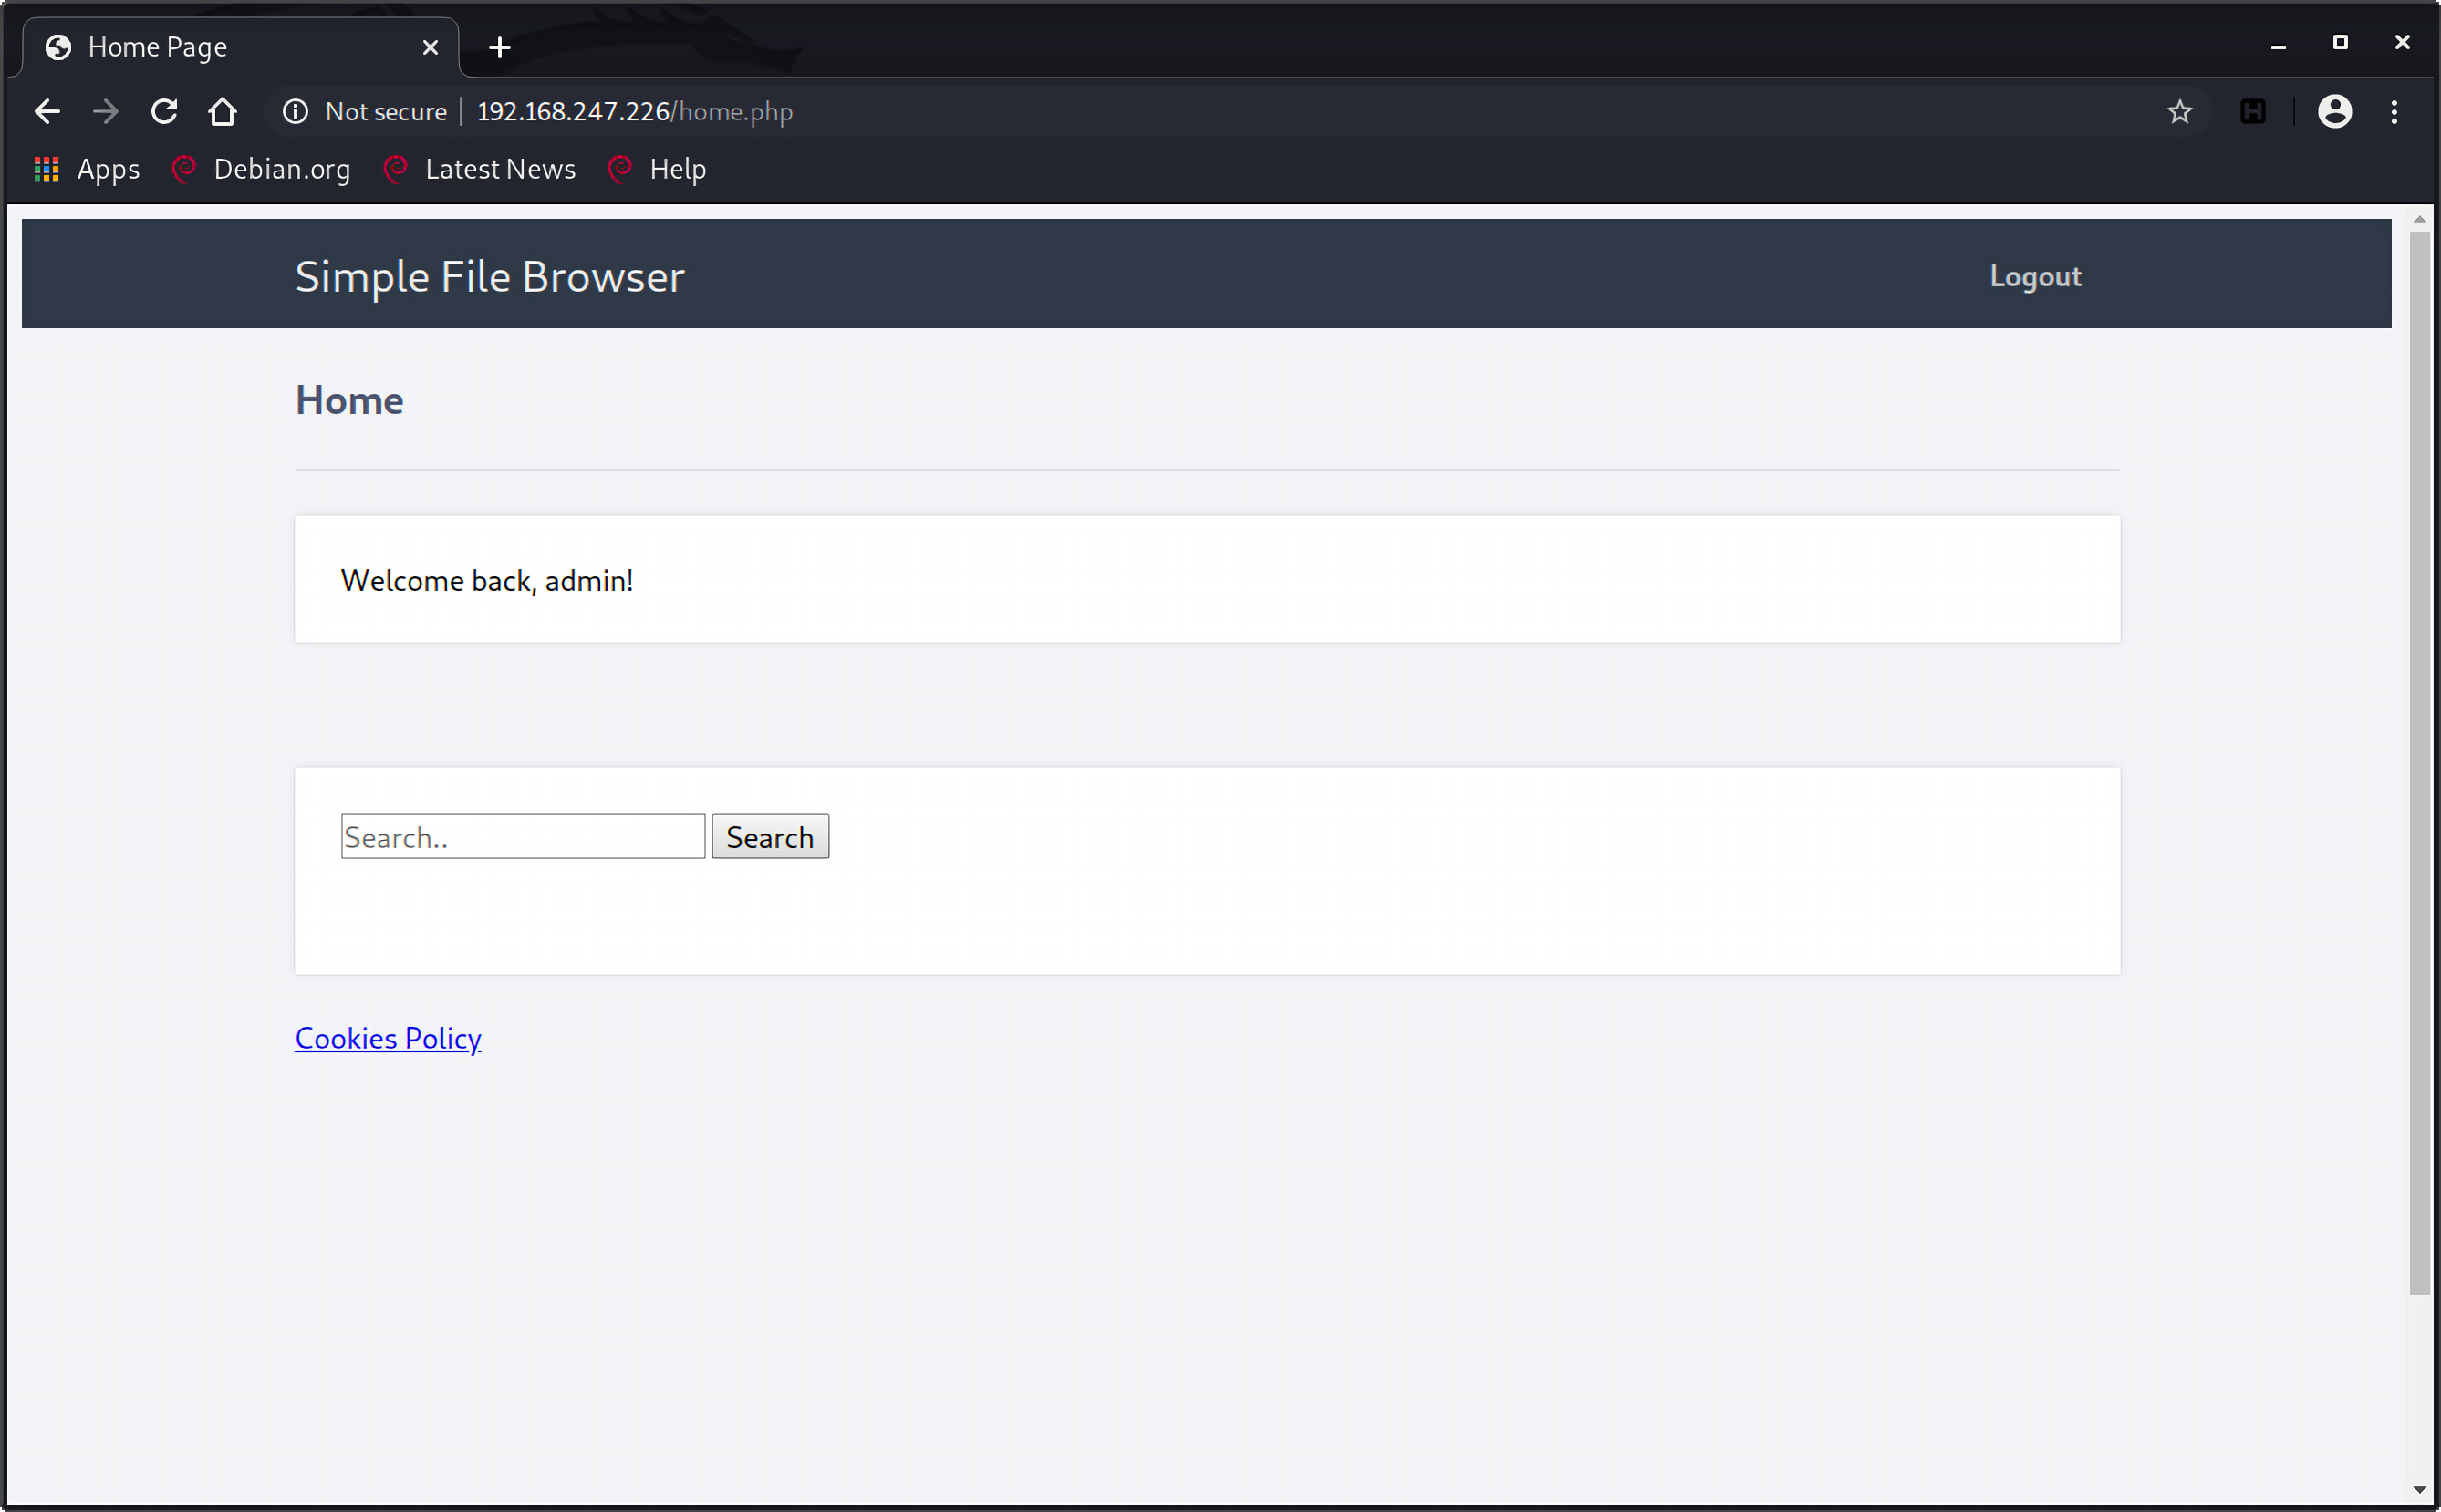 Home Page
Not secure 192.168.247.226/home.php
Apps Debian.org Latest News Help
Simple File Browser Logout
Home
Welcome back, admin!
Search.. Search
Cookies Policy